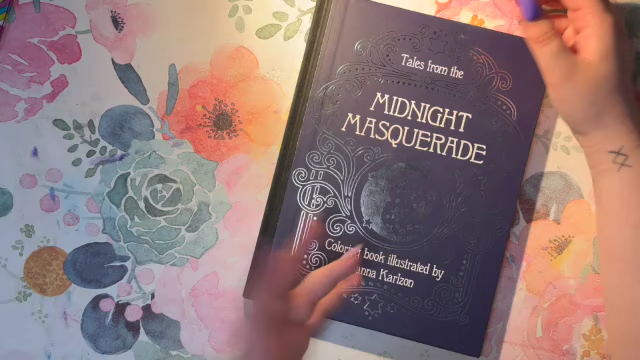 Tales from the
MIDNIGHT
MASQUERADE
Coloring book illustrated by
anna Karlzon